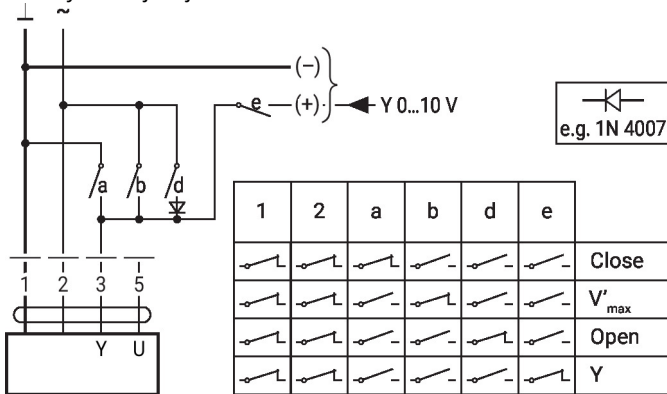 ⊥ ~
(–)
e (+) Y 0...10 V
e.g. 1N 4007
a b d
1 2 a b d e
Close
V'max
Open
Y
1 2 3 5
Y U